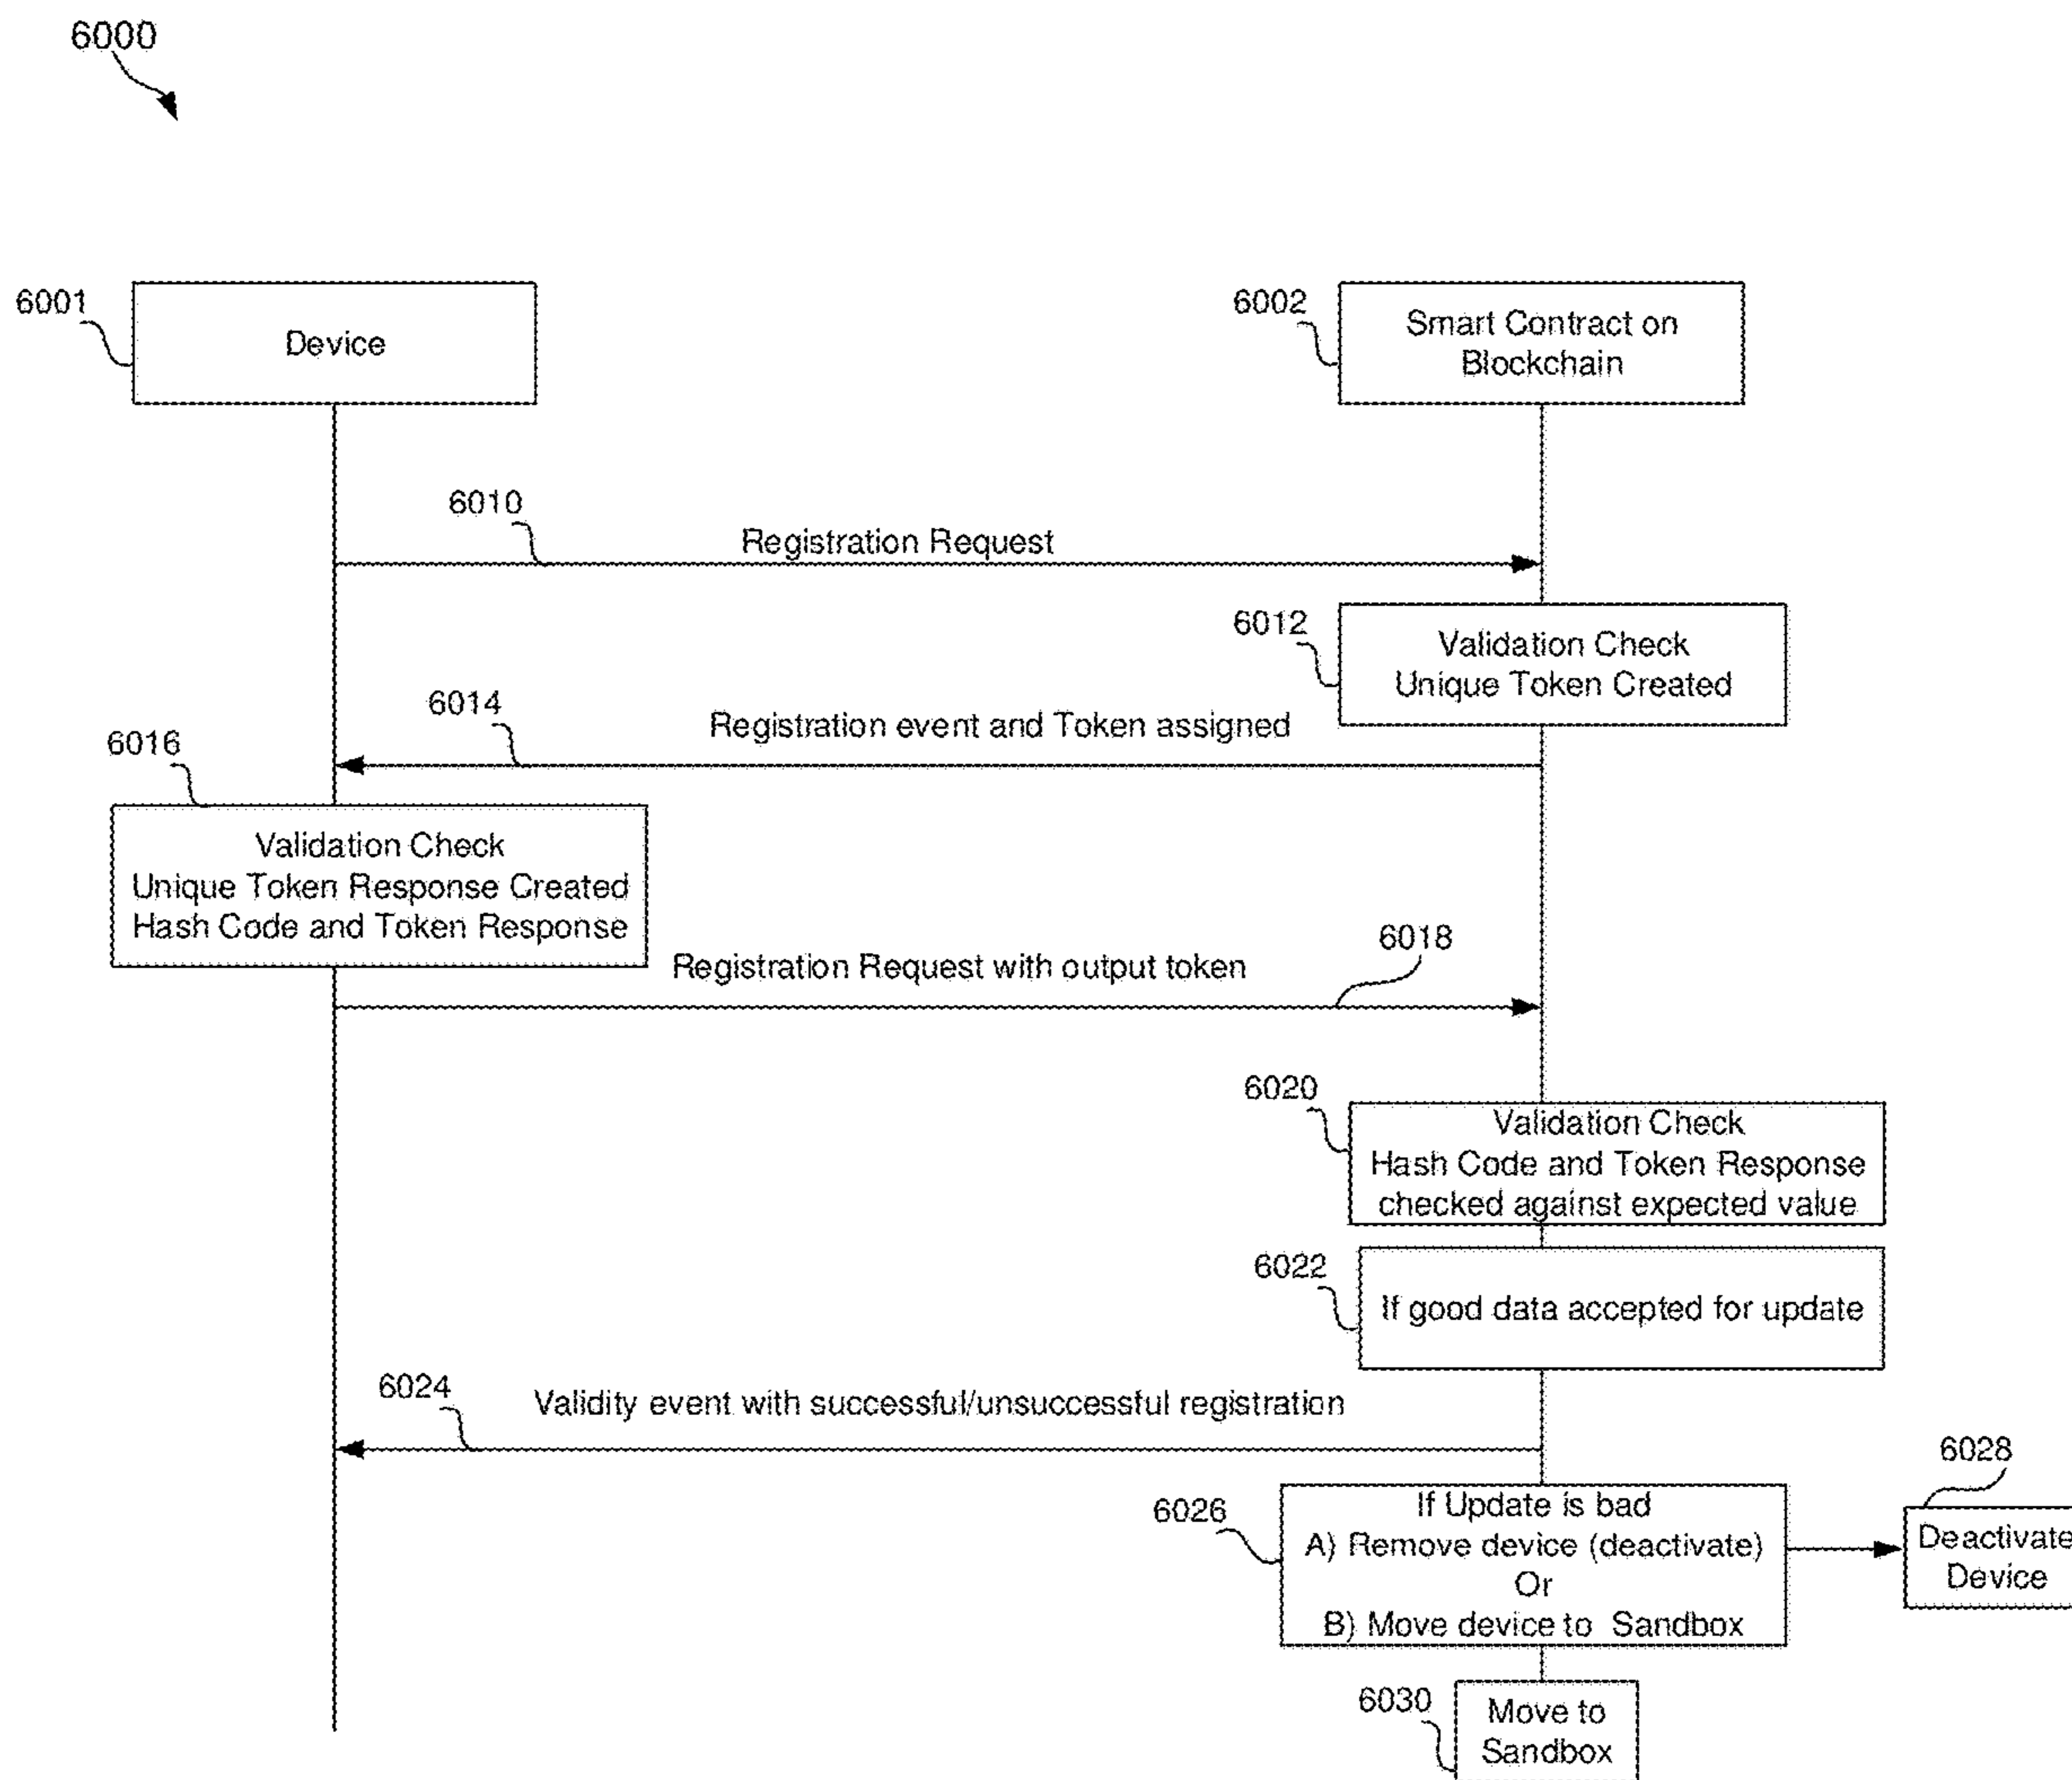 6000
6001
Device
6002
Smart Contract on
Blockchain
6010
Registration Request
6012
Validation Check
Unique Token Created
6014
Registration event and Token assigned
6016
Validation Check
Unique Token Response Created
Hash Code and Token Response
6018
Registration Request with output token
6020
Validation Check
Hash Code and Token Response
checked against expected value
6022
If good data accepted for update
6024
Validity event with successful/unsuccessful registration
6026
If Update is bad
A) Remove device (deactivate)
Or
B) Move device to Sandbox
6028
Deactivate
Device
6030
Move to
Sandbox